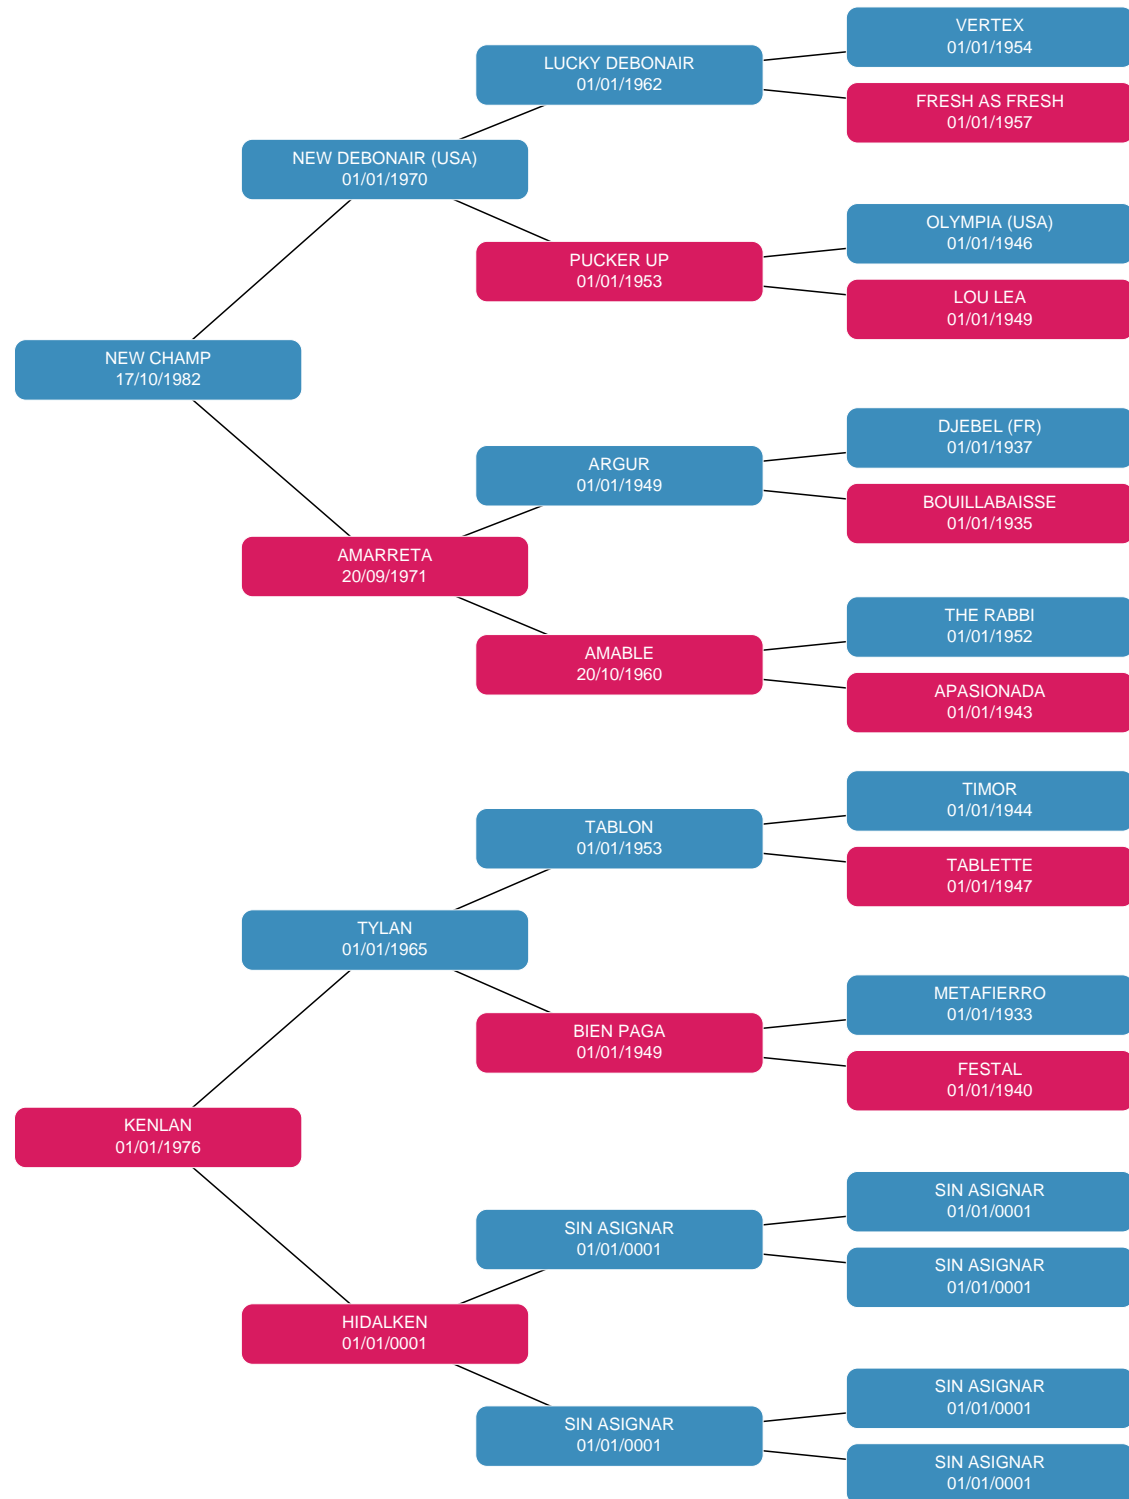 VERTEX
01/01/1954
LUCKY DEBONAIR
01/01/1962
FRESH AS FRESH
01/01/1957
NEW DEBONAIR (USA)
01/01/1970
OLYMPIA (USA)
01/01/1946
PUCKER UP
01/01/1953
LOU LEA
01/01/1949
NEW CHAMP
17/10/1982
DJEBEL (FR)
01/01/1937
ARGUR
01/01/1949
BOUILLABAISSE
01/01/1935
AMARRETA
20/09/1971
THE RABBI
01/01/1952
AMABLE
20/10/1960
APASIONADA
01/01/1943
TIMOR
01/01/1944
TABLON
01/01/1953
TABLETTE
01/01/1947
TYLAN
01/01/1965
METAFIERRO
01/01/1933
BIEN PAGA
01/01/1949
FESTAL
01/01/1940
KENLAN
01/01/1976
SIN ASIGNAR
01/01/0001
SIN ASIGNAR
01/01/0001
SIN ASIGNAR
01/01/0001
HIDALKEN
01/01/0001
SIN ASIGNAR
01/01/0001
SIN ASIGNAR
01/01/0001
SIN ASIGNAR
01/01/0001